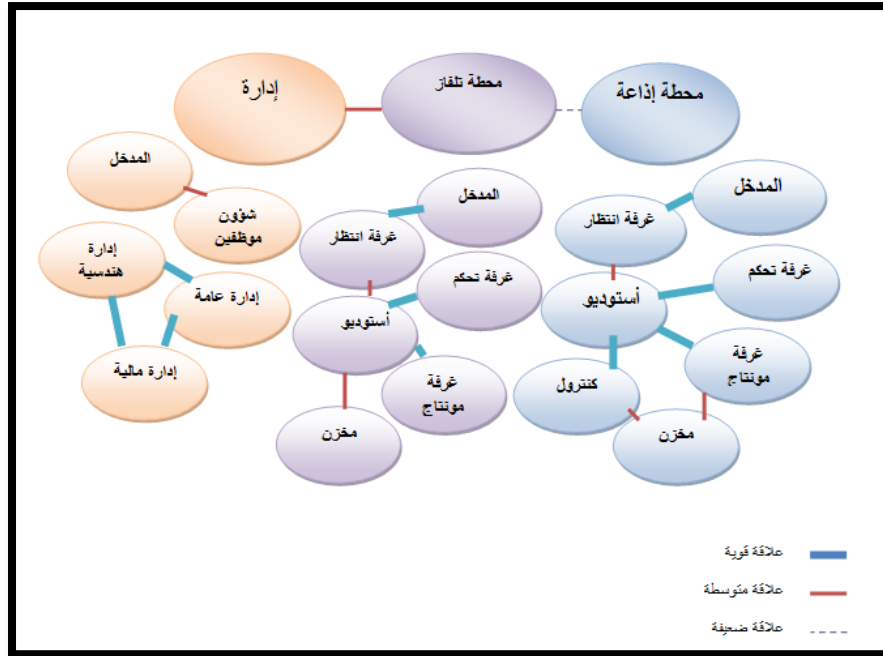 محطة إذاعة
محطة تلفاز
إدارة
المدخل
غرفة انتظار
أستوديو
غرفة تحكم
غرفة
مونتاج
كنترول
مخزن
المدخل
غرفة انتظار
غرفة تحكم
أستوديو
غرفة
مونتاج
مخزن
المدخل
شؤون
موظفين
إدارة
هندسية
إدارة عامة
إدارة مالية
علاقة قوية
علاقة متوسطة
علاقة ضعيفة